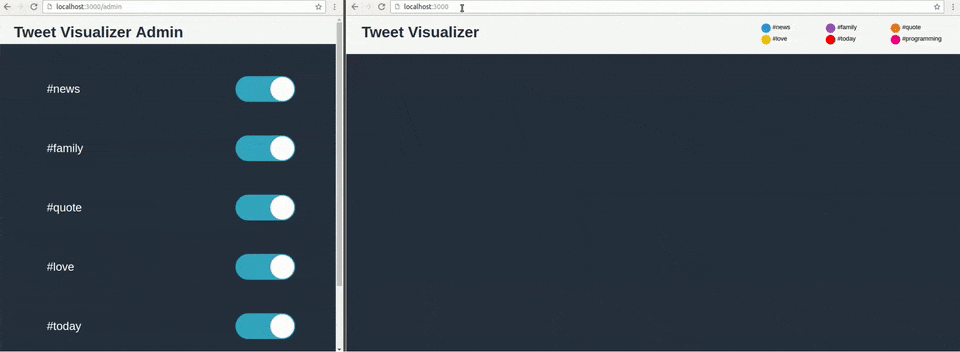 localhost:3000/admin
Tweet Visualizer Admin
#news
#family
#quote
#love
#today
localhost:3000
Tweet Visualizer
#news #family #quote
#love #today #programming